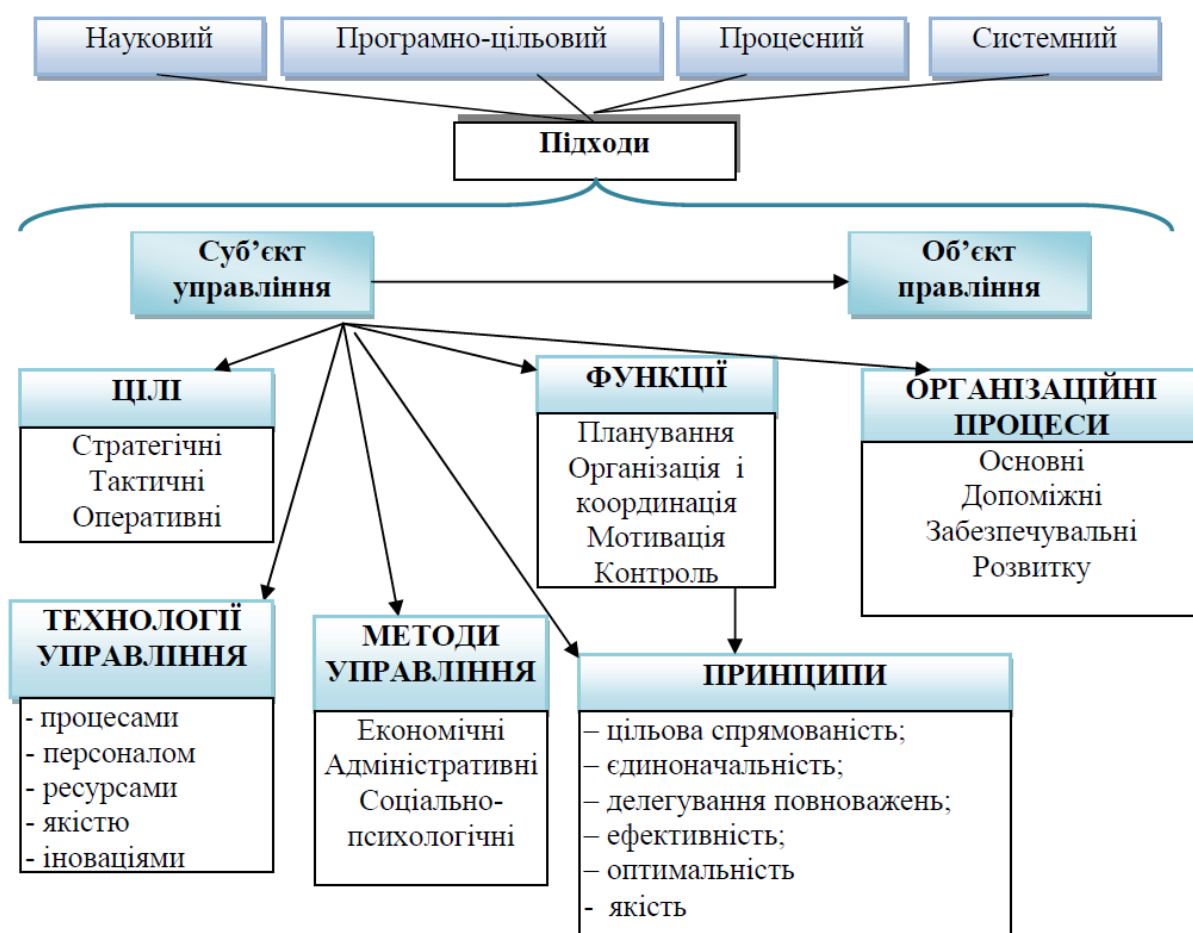 Науковий
Програмно-цільовий
Процесний
Системний
Підходи
Суб’єкт
управління
Об’єкт
правління
ЦІЛІ
Стратегічні
Тактичні
Оперативні
ФУНКЦІЇ
Планування
Організація і
координація
Мотивація
Контроль
ОРГАНІЗАЦІЙНІ
ПРОЦЕСИ
Основні
Допоміжні
Забезпечувальні
Розвитку
ТЕХНОЛОГІЇ
УПРАВЛІННЯ
- процесами
- персоналом
- ресурсами
- якістю
- іноваціями
МЕТОДИ
УПРАВЛІННЯ
Економічні
Адміністративні
Соціально-
психологічні
ПРИНЦИПИ
– цільова спрямованість;
– єдиноначальність;
– делегування повноважень;
– ефективність;
– оптимальність
- якість